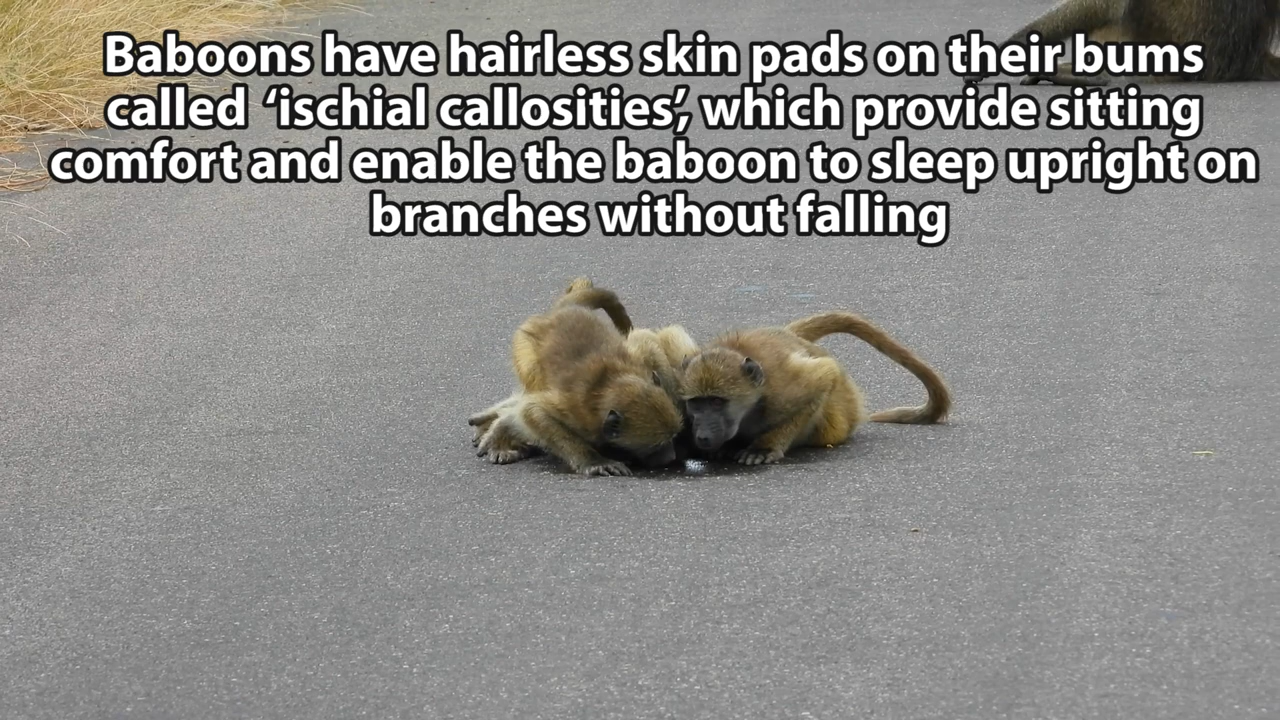 Baboons have hairless skin pads on their bums
called ‘ischial callosities’, which provide sitting
comfort and enable the baboon to sleep upright on
branches without falling